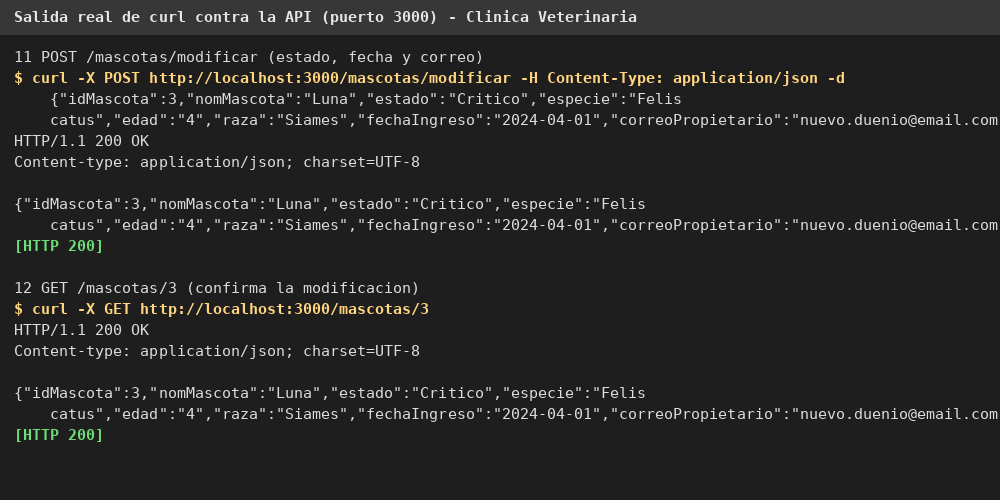 Salida real de curl contra la API (puerto 3000) - Clinica Veterinaria
11 POST /mascotas/modificar (estado, fecha y correo)
$ curl -X POST http://localhost:3000/mascotas/modificar -H Content-Type: application/json -d
{"idMascota":3,"nomMascota":"Luna","estado":"Critico","especie":"Felis
catus","edad":"4","raza":"Siames","fechaIngreso":"2024-04-01","correoPropietario":"nuevo.duenio@email.com
HTTP/1.1 200 OK
Content-type: application/json; charset=UTF-8
{"idMascota":3,"nomMascota":"Luna","estado":"Critico","especie":"Felis
catus","edad":"4","raza":"Siames","fechaIngreso":"2024-04-01","correoPropietario":"nuevo.duenio@email.com
[HTTP 200]
12 GET /mascotas/3 (confirma la modificacion)
$ curl -X GET http://localhost:3000/mascotas/3
HTTP/1.1 200 OK
Content-type: application/json; charset=UTF-8
{"idMascota":3,"nomMascota":"Luna","estado":"Critico","especie":"Felis
catus","edad":"4","raza":"Siames","fechaIngreso":"2024-04-01","correoPropietario":"nuevo.duenio@email.com
[HTTP 200]